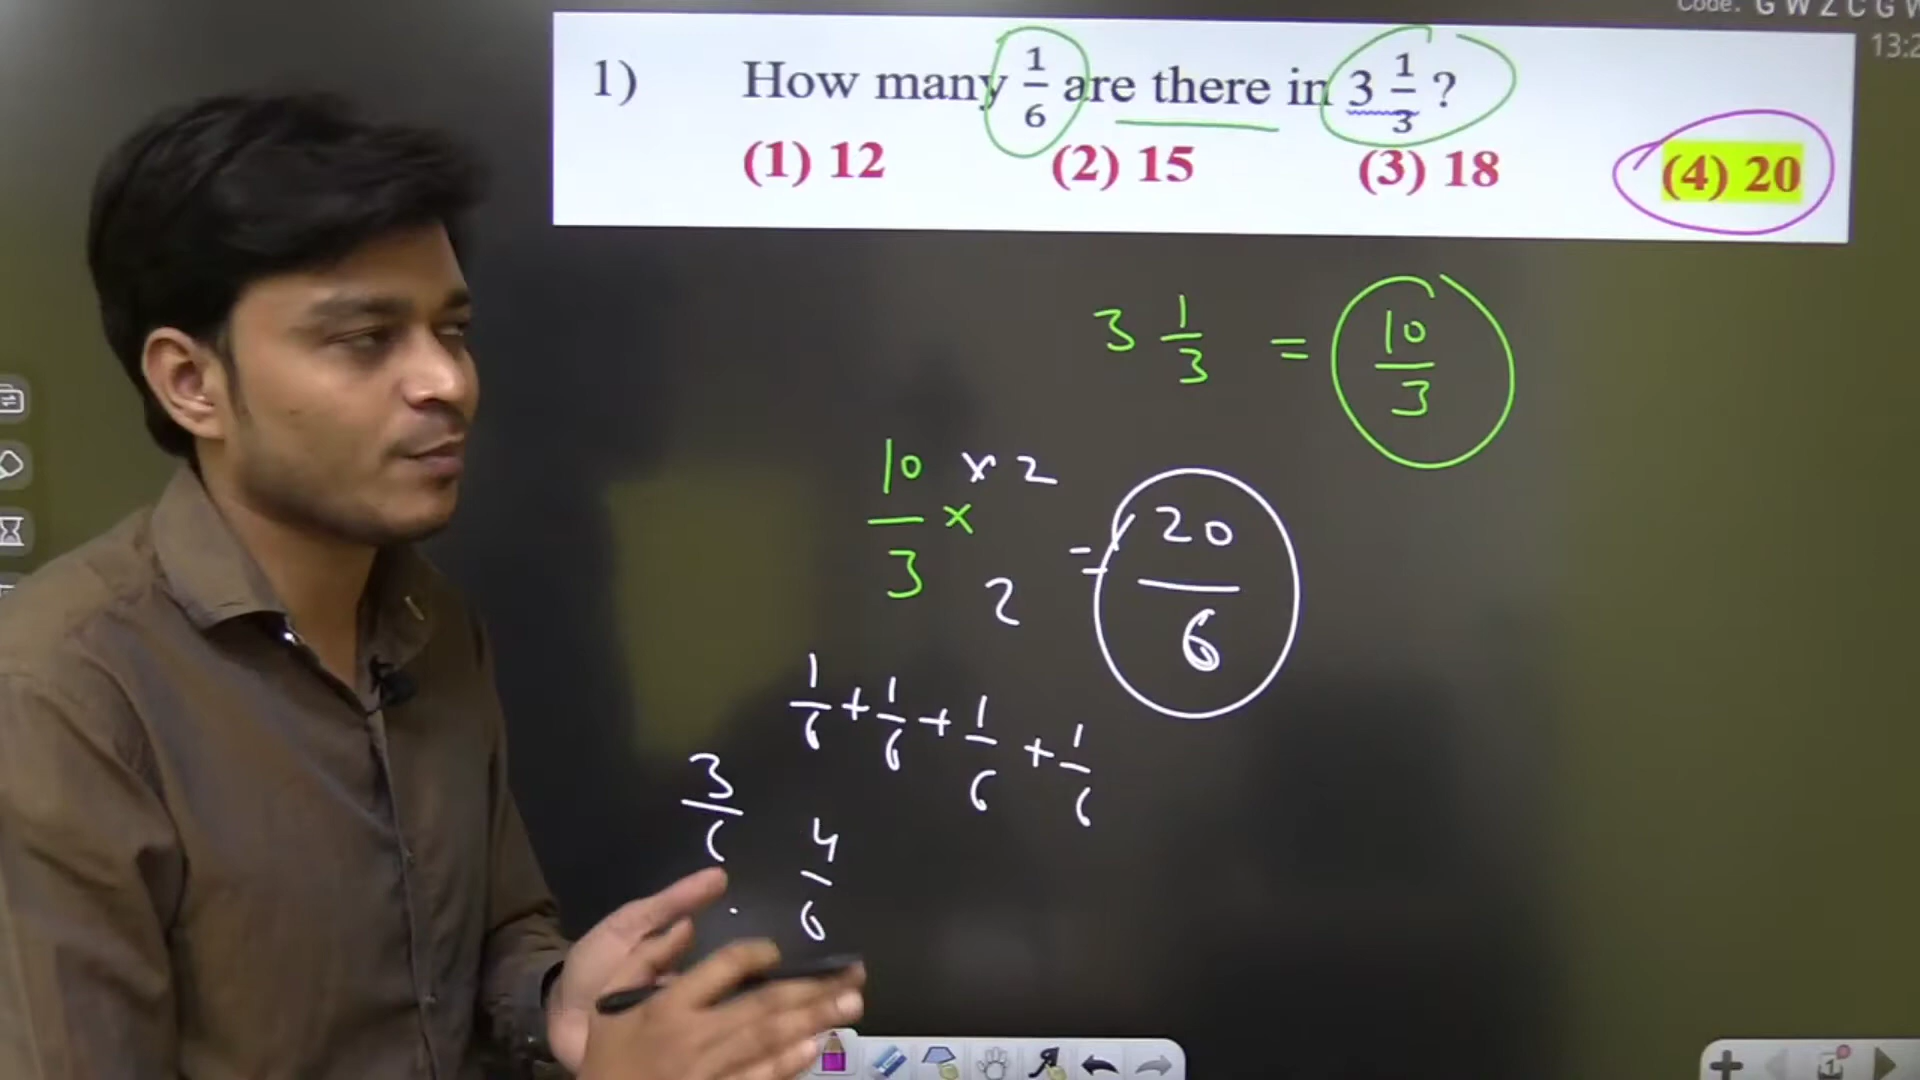 Code: G W Z C G W
13:2
1) How many 1/6 are there in 3 1/3 ?
(1) 12 (2) 15 (3) 18 (4) 20
3 1/3 = 10/3
10/3 × × 2 / 2 = 20/6
1/6 + 1/6 + 1/6 + 1/6
3/6 4/6
1